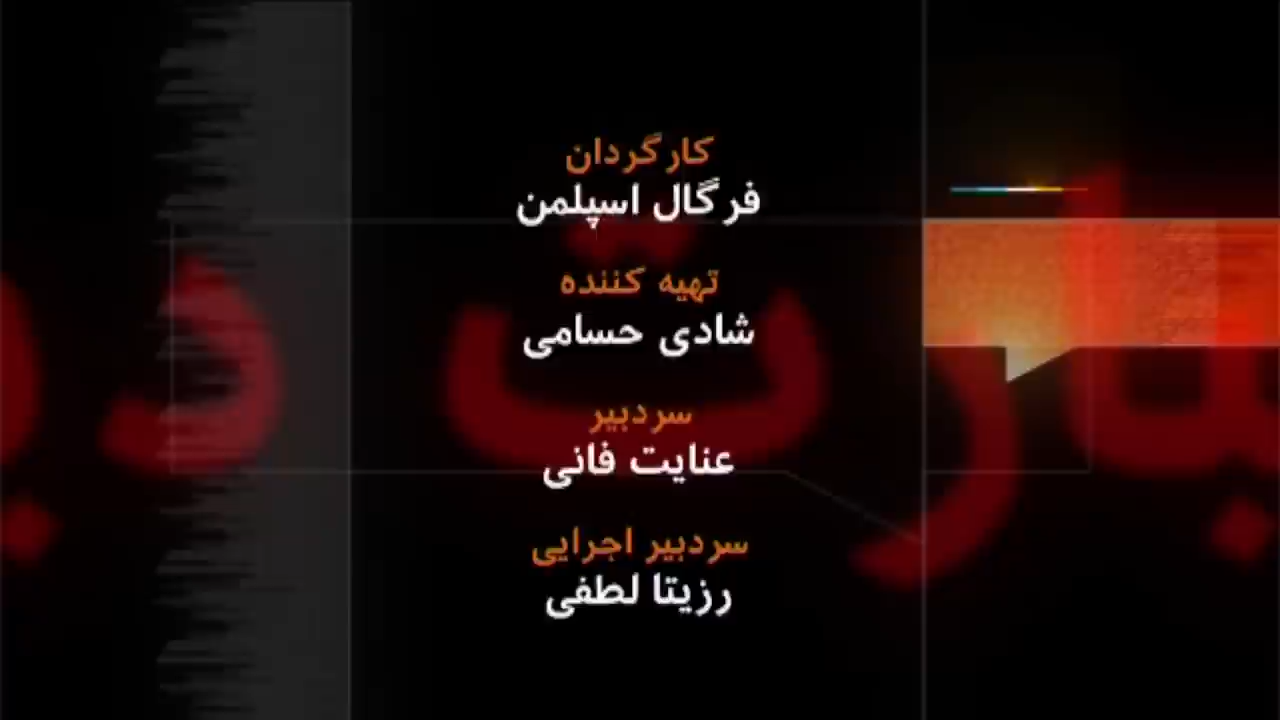 کارگردان
فرگال اسپلمن
تهیه کننده
شادی حسامی
سردبیر
عنایت فانی
سردبیر اجرایی
رزیتا لطفی